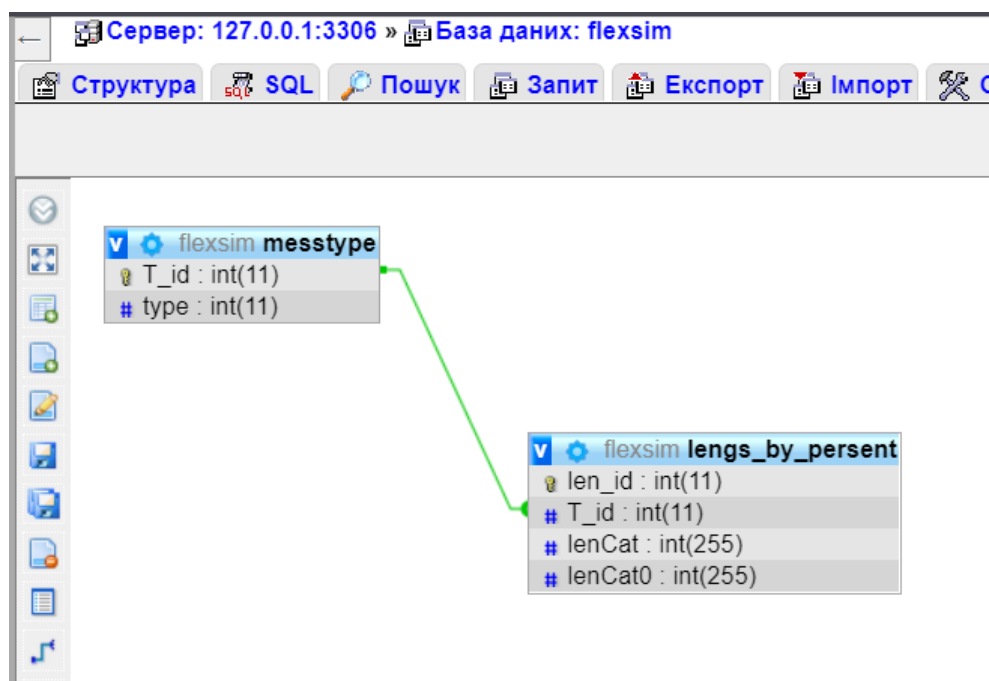 ← Сервер: 127.0.0.1:3306 » База даних: flexsim
Структура SQL Пошук Запит Експорт Імпорт
v flexsim messtype
T_id : int(11)
# type : int(11)
v flexsim lengs_by_persent
len_id : int(11)
# T_id : int(11)
# lenCat : int(255)
# lenCat0 : int(255)